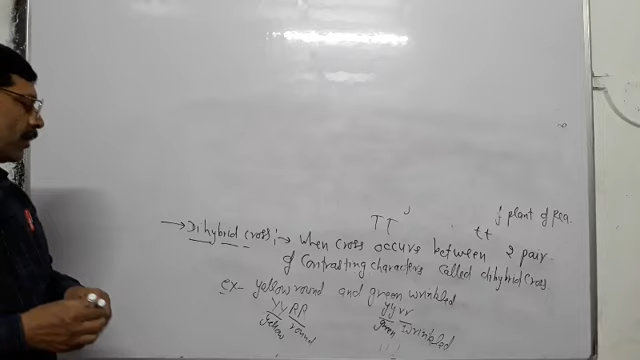 j plant of pea
TT tt
→ Dihybrid cross;→ when cross occurs between 2 pair
of contrasting characters called dihybrid cross.
ex- yellow round and green wrinkled
YYRR yyrr
yellow round green wrinkled